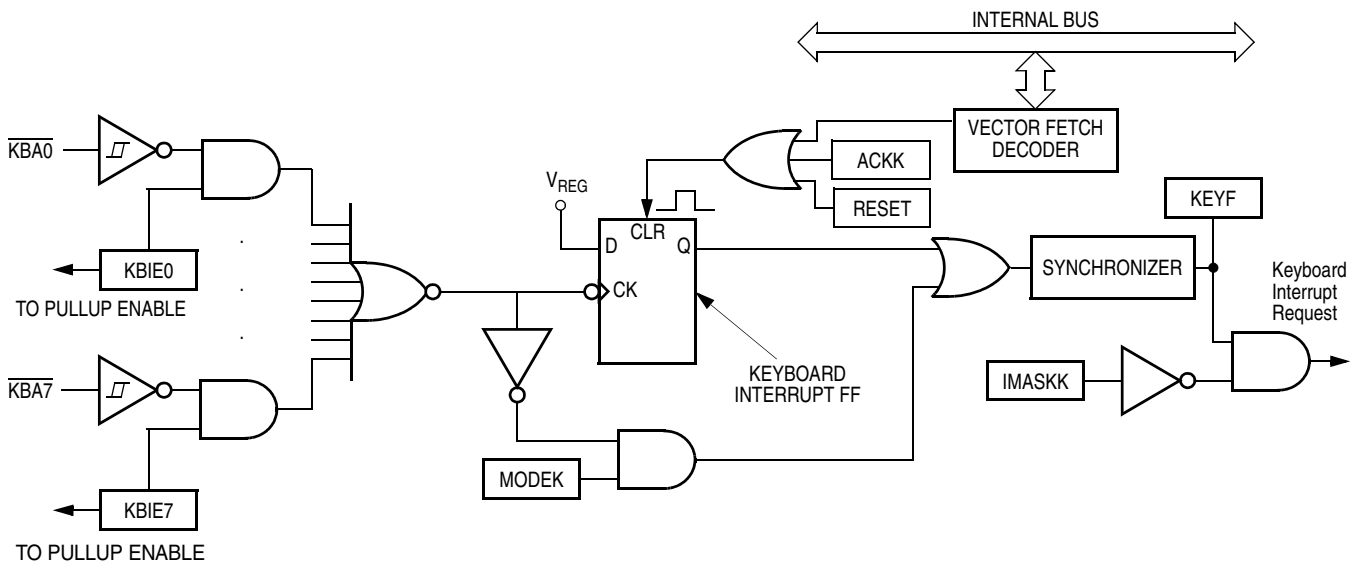 INTERNAL BUS
VECTOR FETCH
DECODER
ACKK
RESET
KBA0
VREG
CLR
D
Q
CK
KEYF
SYNCHRONIZER
KBIE0
TO PULLUP ENABLE
Keyboard
Interrupt
Request
KBA7
KEYBOARD
INTERRUPT FF
IMASKK
MODEK
KBIE7
TO PULLUP ENABLE